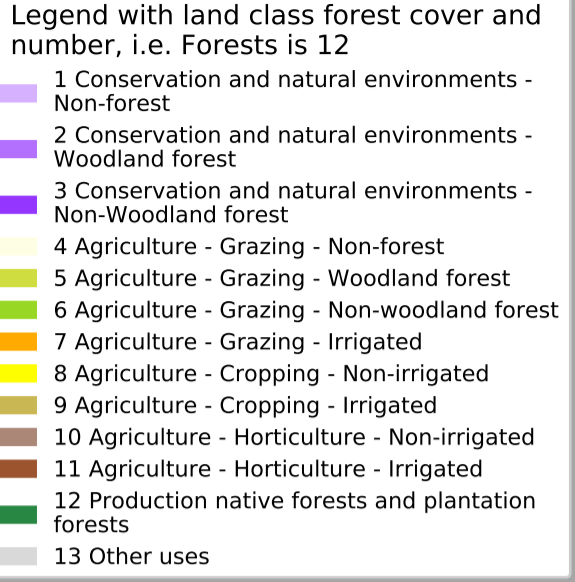 Legend with land class forest cover and
number, i.e. Forests is 12
1 Conservation and natural environments -
Non-forest
2 Conservation and natural environments -
Woodland forest
3 Conservation and natural environments -
Non-Woodland forest
4 Agriculture - Grazing - Non-forest
5 Agriculture - Grazing - Woodland forest
6 Agriculture - Grazing - Non-woodland forest
7 Agriculture - Grazing - Irrigated
8 Agriculture - Cropping - Non-irrigated
9 Agriculture - Cropping - Irrigated
10 Agriculture - Horticulture - Non-irrigated
11 Agriculture - Horticulture - Irrigated
12 Production native forests and plantation
forests
13 Other uses